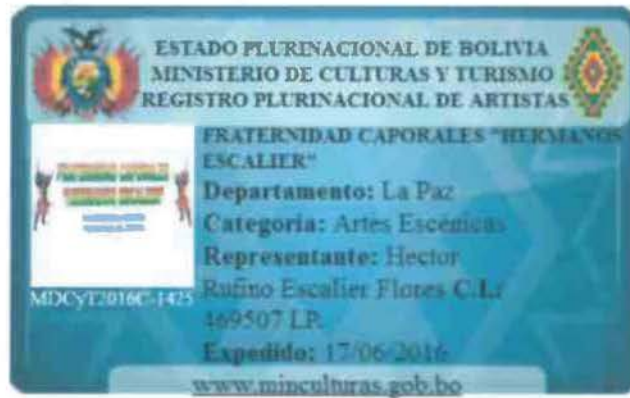 ESTADO PLURINACIONAL DE BOLIVIA
MINISTERIO DE CULTURAS Y TURISMO
REGISTRO PLURINACIONAL DE ARTISTAS
FRATERNIDAD CAPORALES "HERMANOS
ESCALIER"
Departamento: La Paz
Categoria: Artes Escénicas
Representante: Hector
Rufino Escalier Flores C.I.:
469507 LP.
Expedido: 17/06/2016
MDCyT2016C-1425
www.minculturas.gob.bo